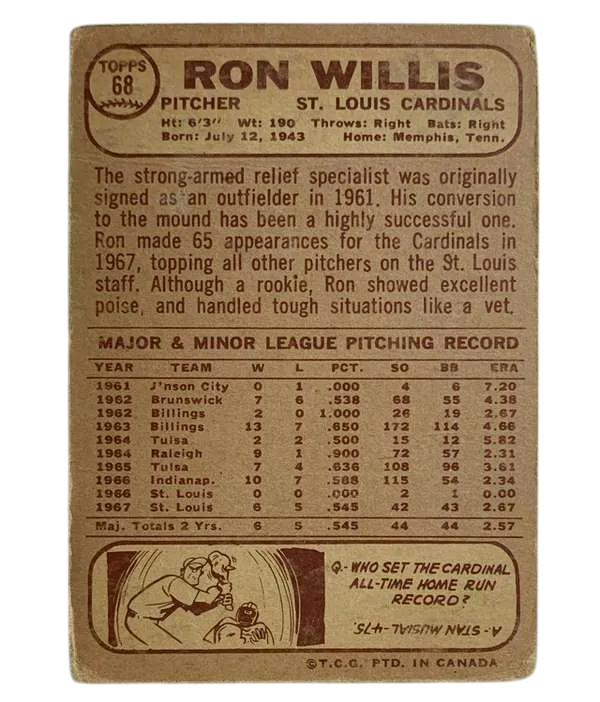 TOPPS
68
RON WILLIS
PITCHER ST. LOUIS CARDINALS
Ht: 6'3" Wt: 190 Throws: Right Bats: Right
Born: July 12, 1943 Home: Memphis, Tenn.
The strong-armed relief specialist was originally
signed as an outfielder in 1961. His conversion
to the mound has been a highly successful one.
Ron made 65 appearances for the Cardinals in
1967, topping all other pitchers on the St. Louis
staff. Although a rookie, Ron showed excellent
poise, and handled tough situations like a vet.
MAJOR & MINOR LEAGUE PITCHING RECORD
YEAR TEAM W L PCT. SO BB ERA
1961 J'nson City 0 1 .000 4 6 7.20
1962 Brunswick 7 6 .538 68 55 4.38
1962 Billings 2 0 1.000 26 19 2.67
1963 Billings 13 7 .650 172 114 4.66
1964 Tulsa 2 2 .500 15 12 5.82
1964 Raleigh 9 1 .900 72 57 2.31
1965 Tulsa 7 4 .636 108 96 3.61
1966 Indianap. 10 7 .588 115 54 2.34
1966 St. Louis 0 0 .000 2 1 0.00
1967 St. Louis 6 5 .545 42 43 2.67
Maj. Totals 2 Yrs. 6 5 .545 44 44 2.57
Q.- WHO SET THE CARDINAL
ALL-TIME HOME RUN
RECORD?
A.- STAN MUSIAL-475.
©T.C.G. PTD. IN CANADA